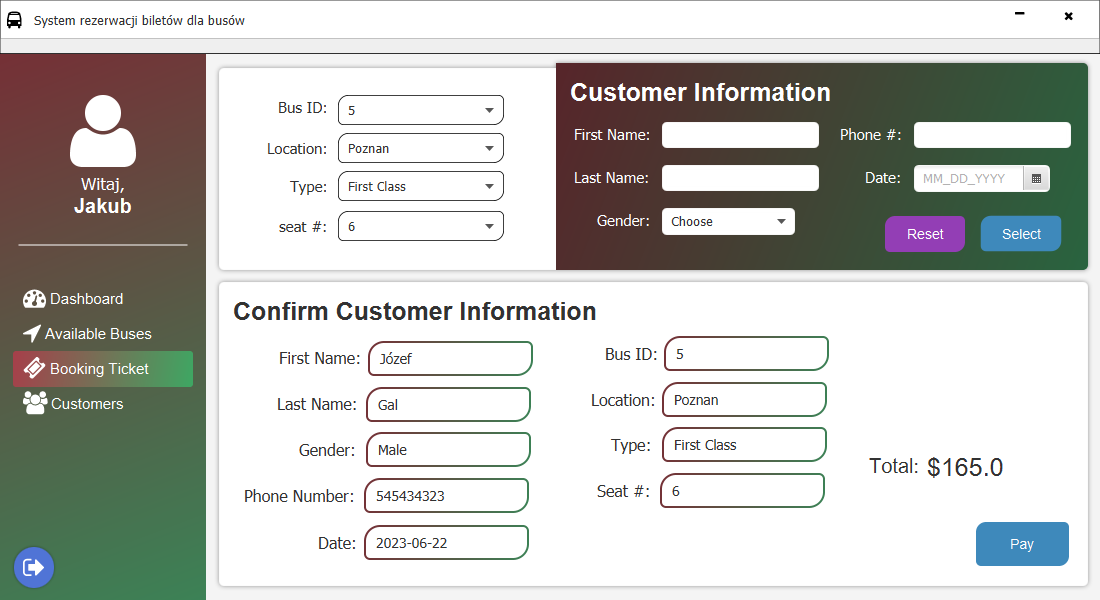 System rezerwacji biletów dla busów
Witaj,
Jakub
Dashboard
Available Buses
Booking Ticket
Customers
Bus ID: 5
Location: Poznan
Type: First Class
seat #: 6
Customer Information
First Name: Phone #:
Last Name: Date: MM_DD_YYYY
Gender: Choose
Reset Select
Confirm Customer Information
First Name: Józef
Last Name: Gal
Gender: Male
Phone Number: 545434323
Date: 2023-06-22
Bus ID: 5
Location: Poznan
Type: First Class
Seat #: 6
Total: $165.0
Pay